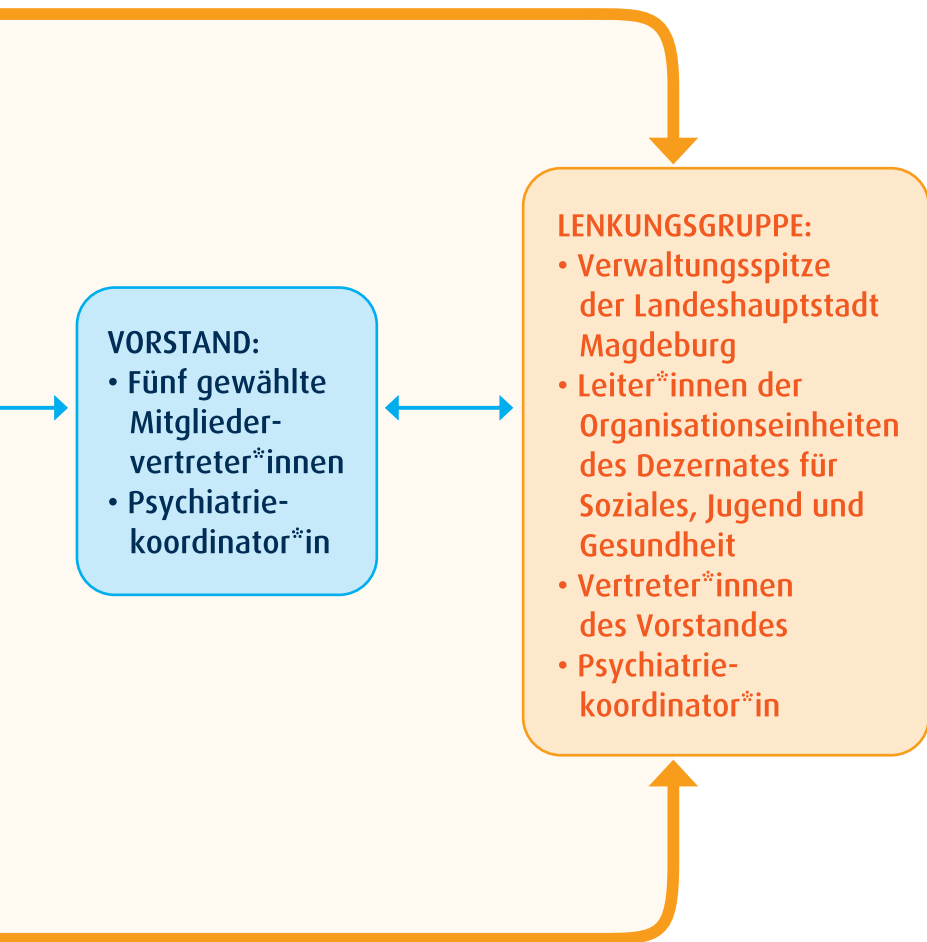 VORSTAND:
• Fünf gewählte
Mitglieder-
vertreter*innen
• Psychiatrie-
koordinator*in
LENKUNGSGRUPPE:
• Verwaltungsspitze
der Landeshauptstadt
Magdeburg
• Leiter*innen der
Organisationseinheiten
des Dezernates für
Soziales, Jugend und
Gesundheit
• Vertreter*innen
des Vorstandes
• Psychiatrie-
koordinator*in